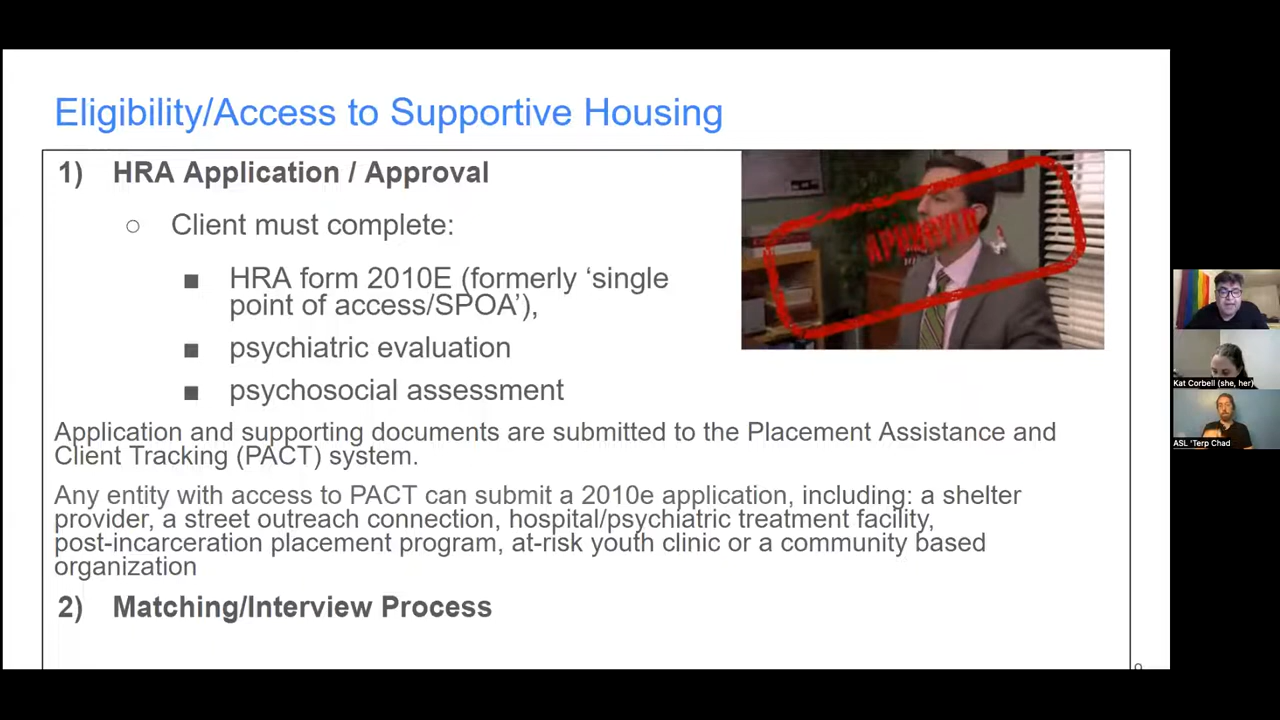 Eligibility/Access to Supportive Housing
1) HRA Application / Approval
○ Client must complete:
■ HRA form 2010E (formerly ‘single
point of access/SPOA’),
■ psychiatric evaluation
■ psychosocial assessment
APPROVED
Application and supporting documents are submitted to the Placement Assistance and
Client Tracking (PACT) system.
Any entity with access to PACT can submit a 2010e application, including: a shelter
provider, a street outreach connection, hospital/psychiatric treatment facility,
post-incarceration placement program, at-risk youth clinic or a community based
organization
2) Matching/Interview Process
Kat Corbell (she, her)
ASL 'Terp Chad